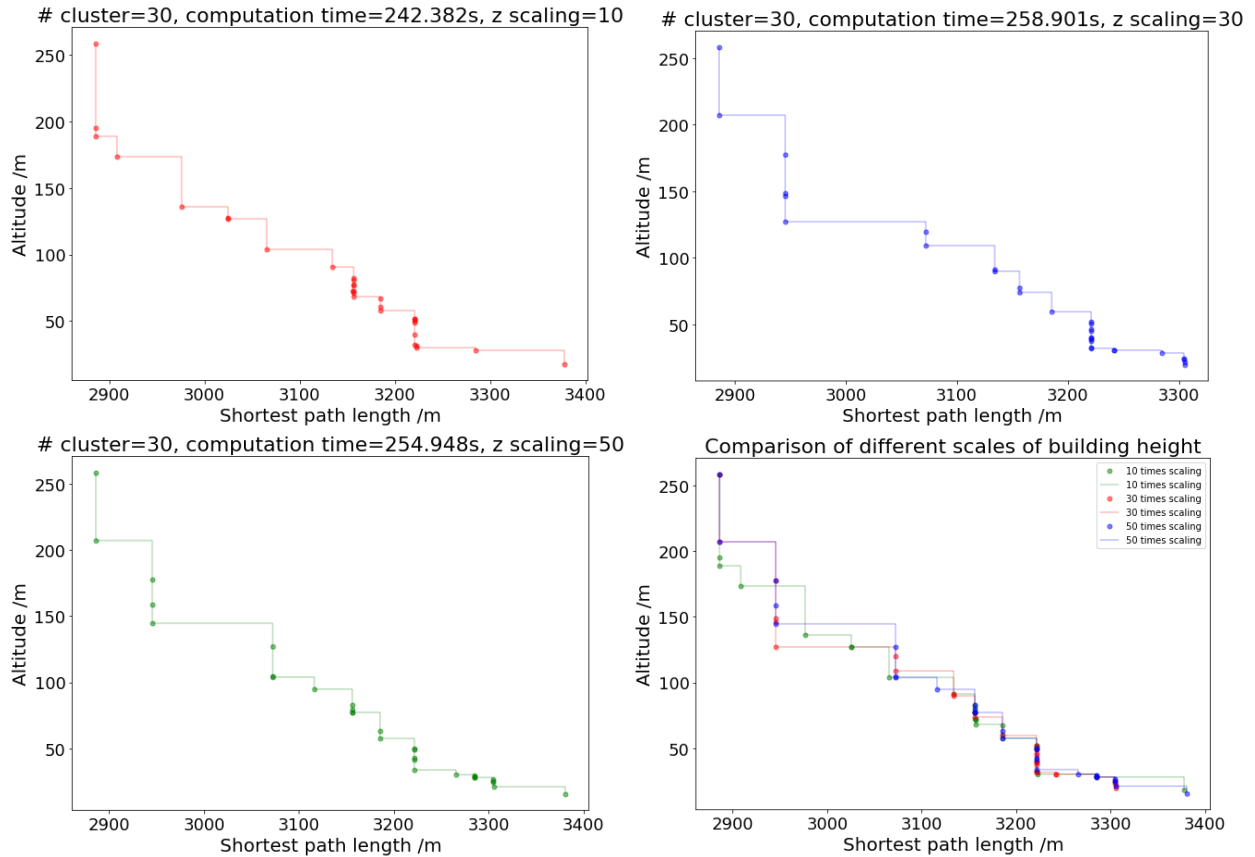 # cluster=30, computation time=242.382s, z scaling=10
250
200
150
100
50
Altitude /m
2900 3000 3100 3200 3300 3400
Shortest path length /m
# cluster=30, computation time=258.901s, z scaling=30
250
200
150
100
50
Altitude /m
2900 3000 3100 3200 3300
Shortest path length /m
# cluster=30, computation time=254.948s, z scaling=50
250
200
150
100
50
Altitude /m
2900 3000 3100 3200 3300 3400
Shortest path length /m
Comparison of different scales of building height
10 times scaling
10 times scaling
30 times scaling
30 times scaling
50 times scaling
50 times scaling
250
200
150
100
50
Altitude /m
2900 3000 3100 3200 3300 3400
Shortest path length /m